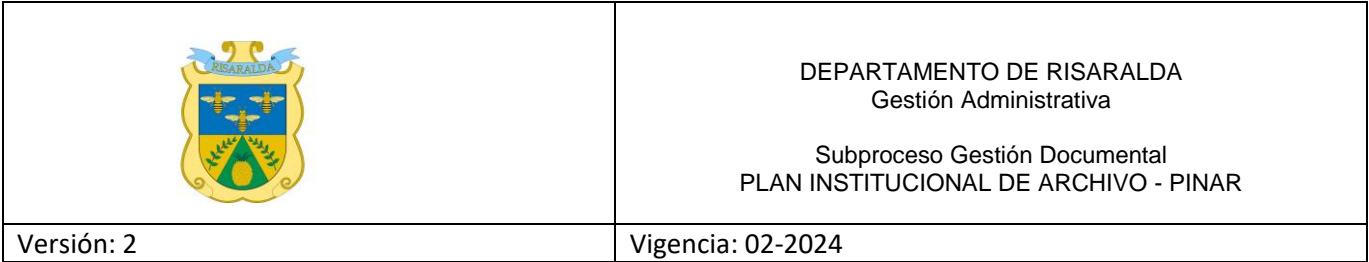 RISARALDA
DEPARTAMENTO DE RISARALDA
Gestión Administrativa
Subproceso Gestión Documental
PLAN INSTITUCIONAL DE ARCHIVO - PINAR
Versión: 2
Vigencia: 02-2024